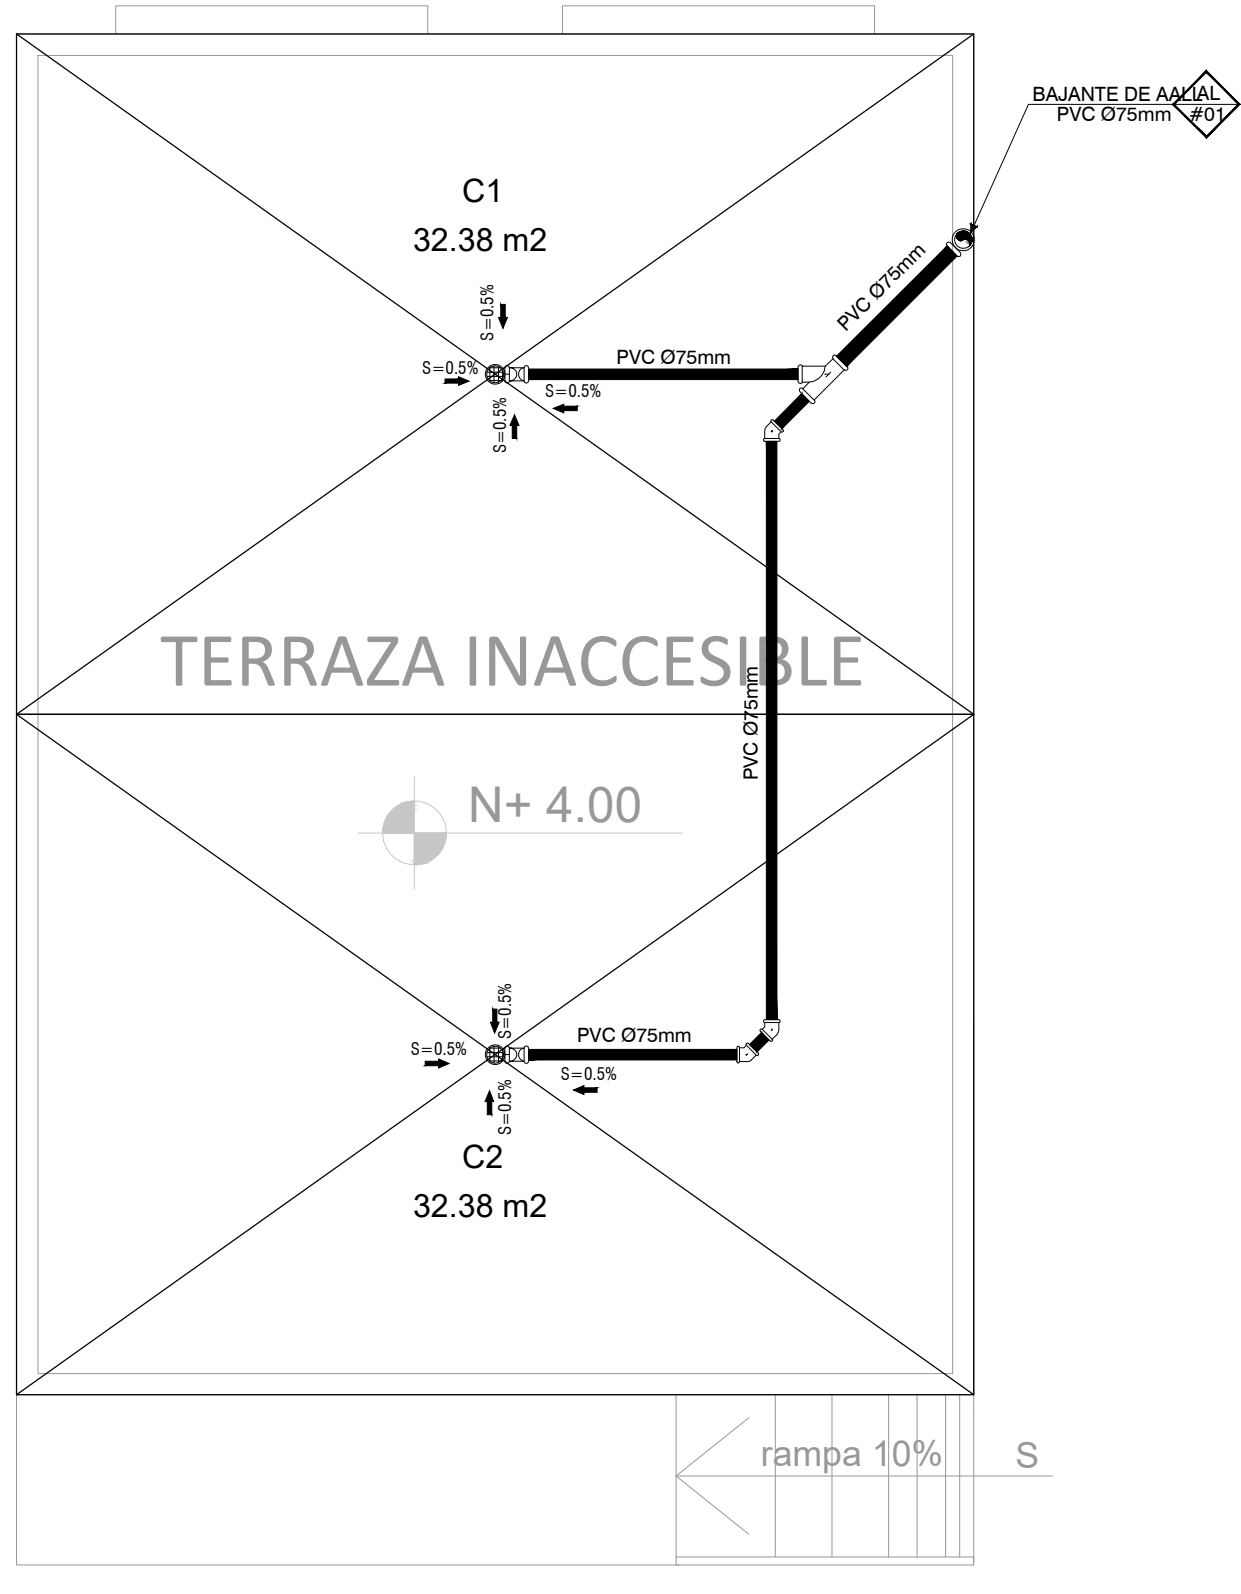 BAJANTE DE AALL
PVC Ø75mm
AL
#01
C1
32.38 m2
PVC Ø75mm
S=0.5%
S=0.5%
PVC Ø75mm
S=0.5%
S=0.5%
TERRAZA INACCESIBLE
PVC Ø75mm
N+ 4.00
S=0.5%
S=0.5%
PVC Ø75mm
S=0.5%
S=0.5%
C2
32.38 m2
rampa 10%
S